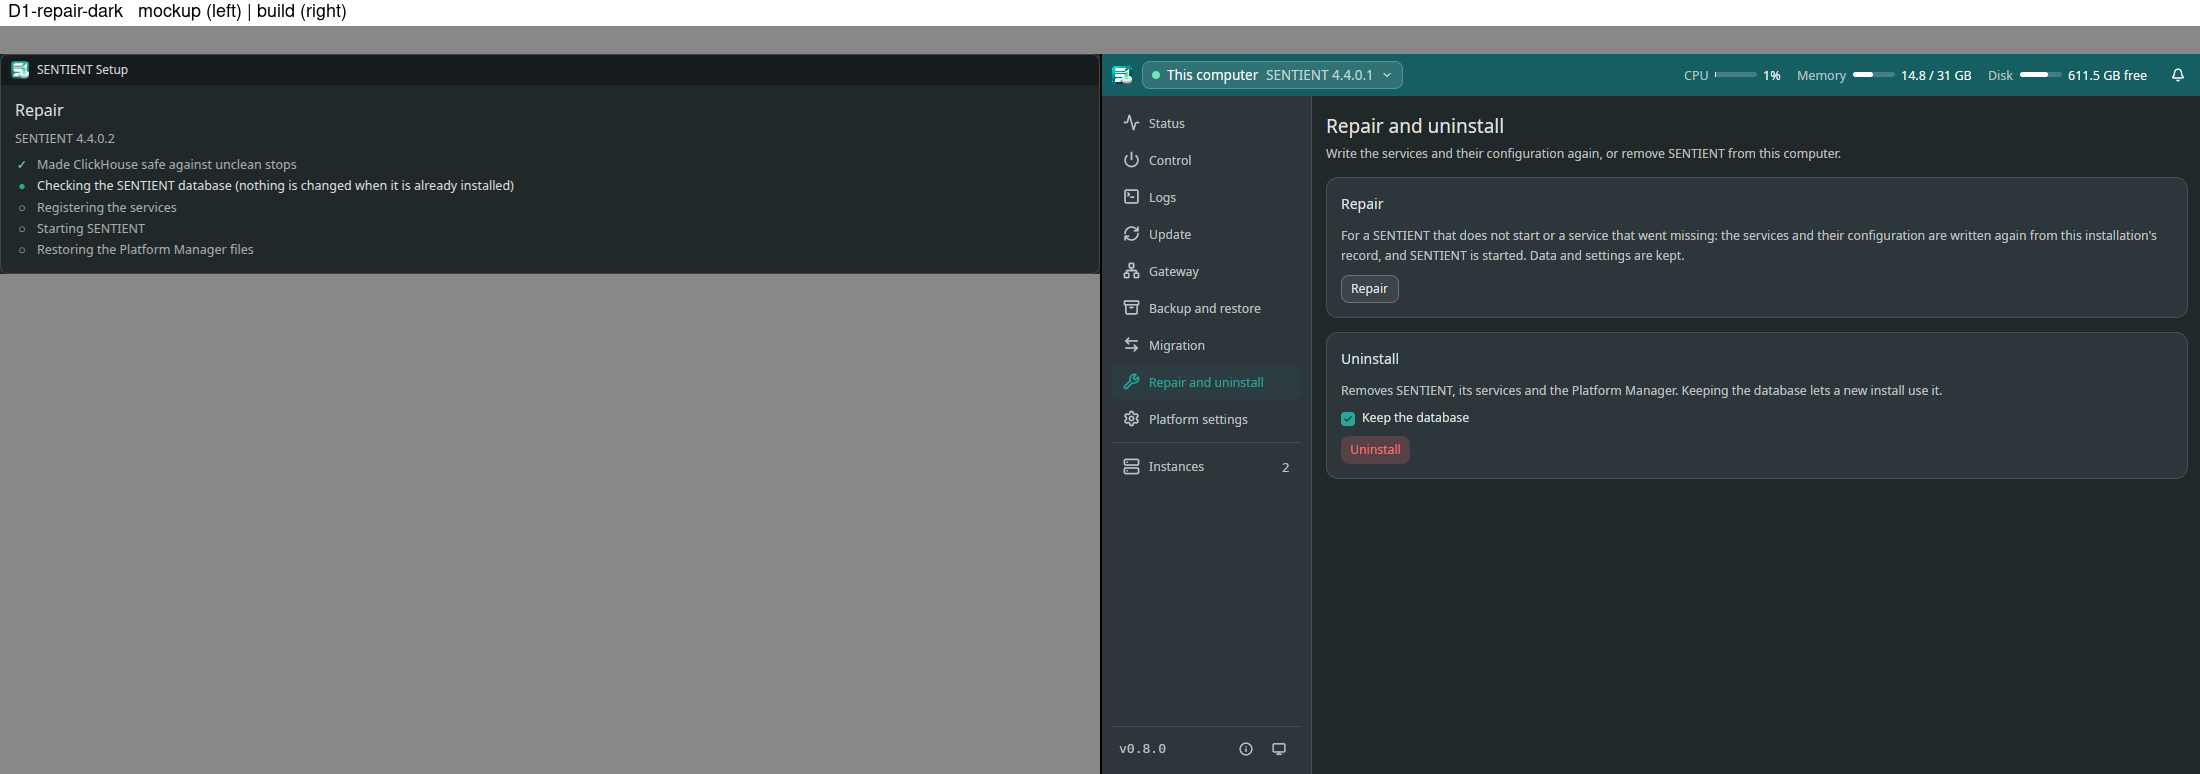 D1-repair-dark mockup (left) | build (right)
SENTIENT Setup
Repair
SENTIENT 4.4.0.2
✓ Made ClickHouse safe against unclean stops
● Checking the SENTIENT database (nothing is changed when it is already installed)
○ Registering the services
○ Starting SENTIENT
○ Restoring the Platform Manager files
This computer SENTIENT 4.4.0.1
CPU 1% Memory 14.8 / 31 GB Disk 611.5 GB free
Status
Control
Logs
Update
Gateway
Backup and restore
Migration
Repair and uninstall
Platform settings
Instances 2
v0.8.0
Repair and uninstall
Write the services and their configuration again, or remove SENTIENT from this computer.
Repair
For a SENTIENT that does not start or a service that went missing: the services and their configuration are written again from this installation's
record, and SENTIENT is started. Data and settings are kept.
Repair
Uninstall
Removes SENTIENT, its services and the Platform Manager. Keeping the database lets a new install use it.
Keep the database
Uninstall